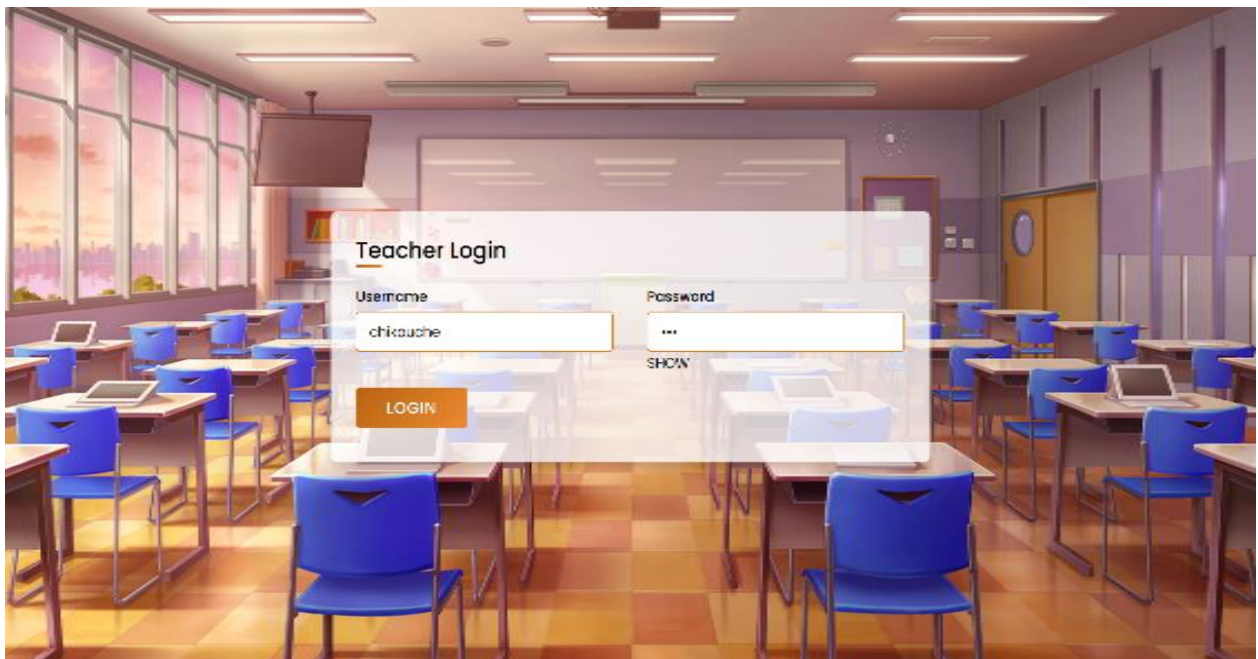 Teacher Login
Username
Password
chikouche
•••
SHOW
LOGIN